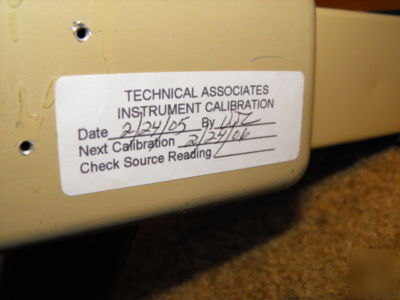 TECHNICAL ASSOCIATES
INSTRUMENT CALIBRATION
Date 2/24/05 By
Next Calibration 2/24/06
Check Source Reading